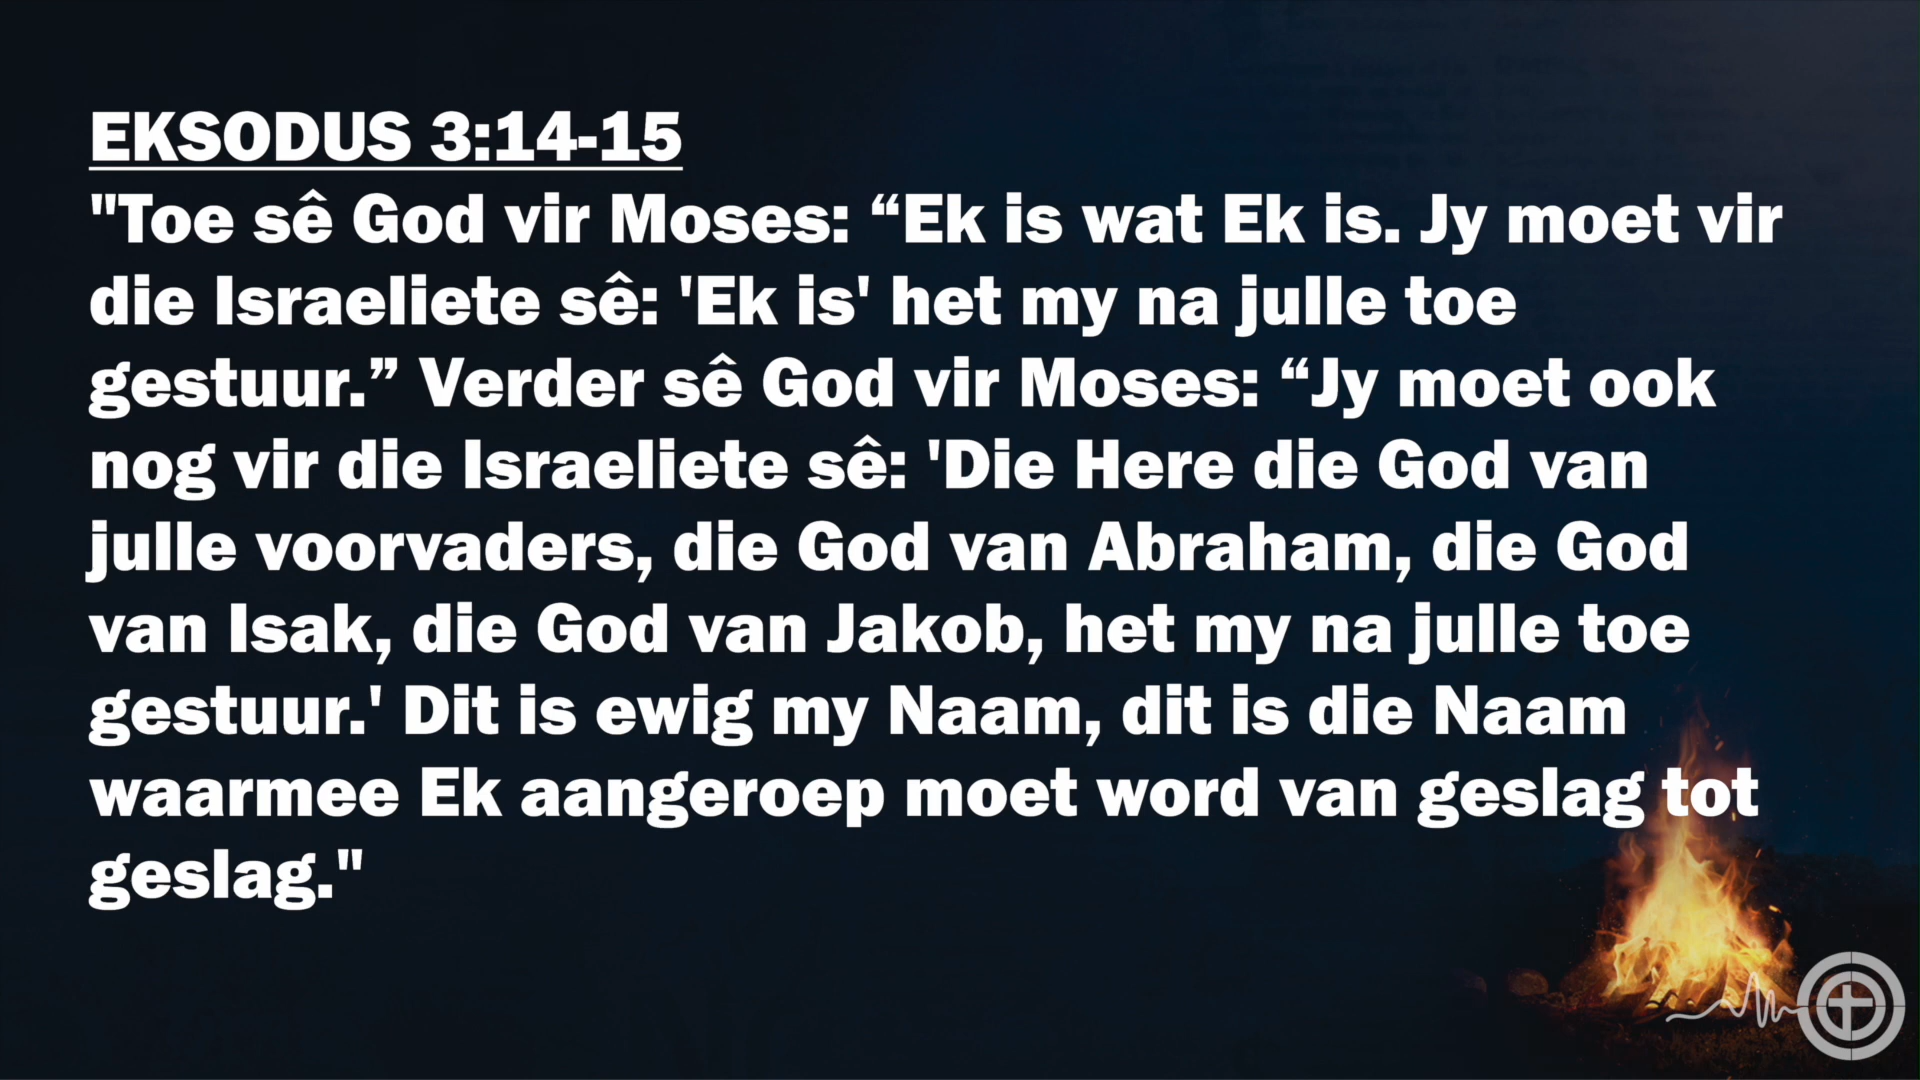 EKSODUS 3:14-15
"Toe sê God vir Moses: “Ek is wat Ek is. Jy moet vir
die Israeliete sê: 'Ek is' het my na julle toe
gestuur.” Verder sê God vir Moses: “Jy moet ook
nog vir die Israeliete sê: 'Die Here die God van
julle voorvaders, die God van Abraham, die God
van Isak, die God van Jakob, het my na julle toe
gestuur.' Dit is ewig my Naam, dit is die Naam
waarmee Ek aangeroep moet word van geslag tot
geslag."